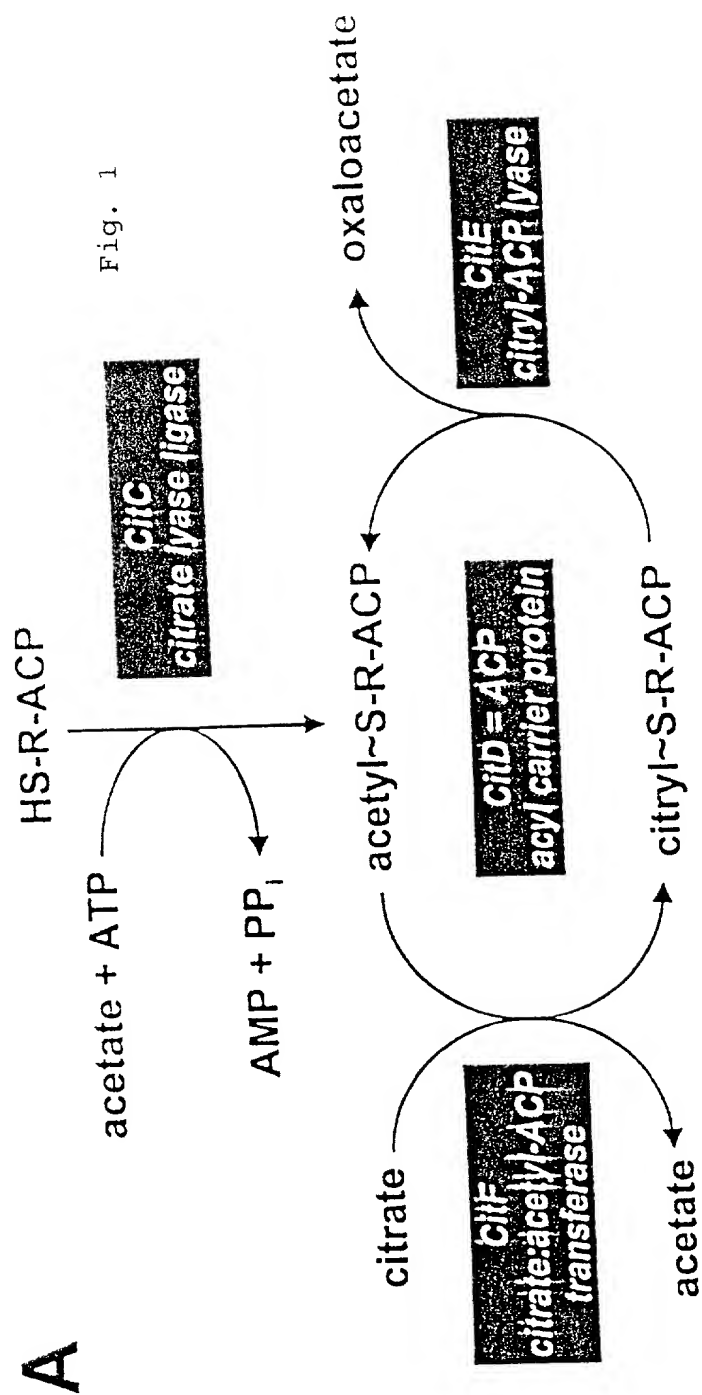 A
Fig. 1
HS-R-ACP
acetate + ATP
AMP + PPi
CitC
citrate lyase ligase
acetyl~S-R-ACP
oxaloacetate
citrate
CitF
citrate:acetyl-ACP
transferase
acetate
CitD = ACP
acyl carrier protein
CitE
citryl-ACP lyase
citryl~S-R-ACP